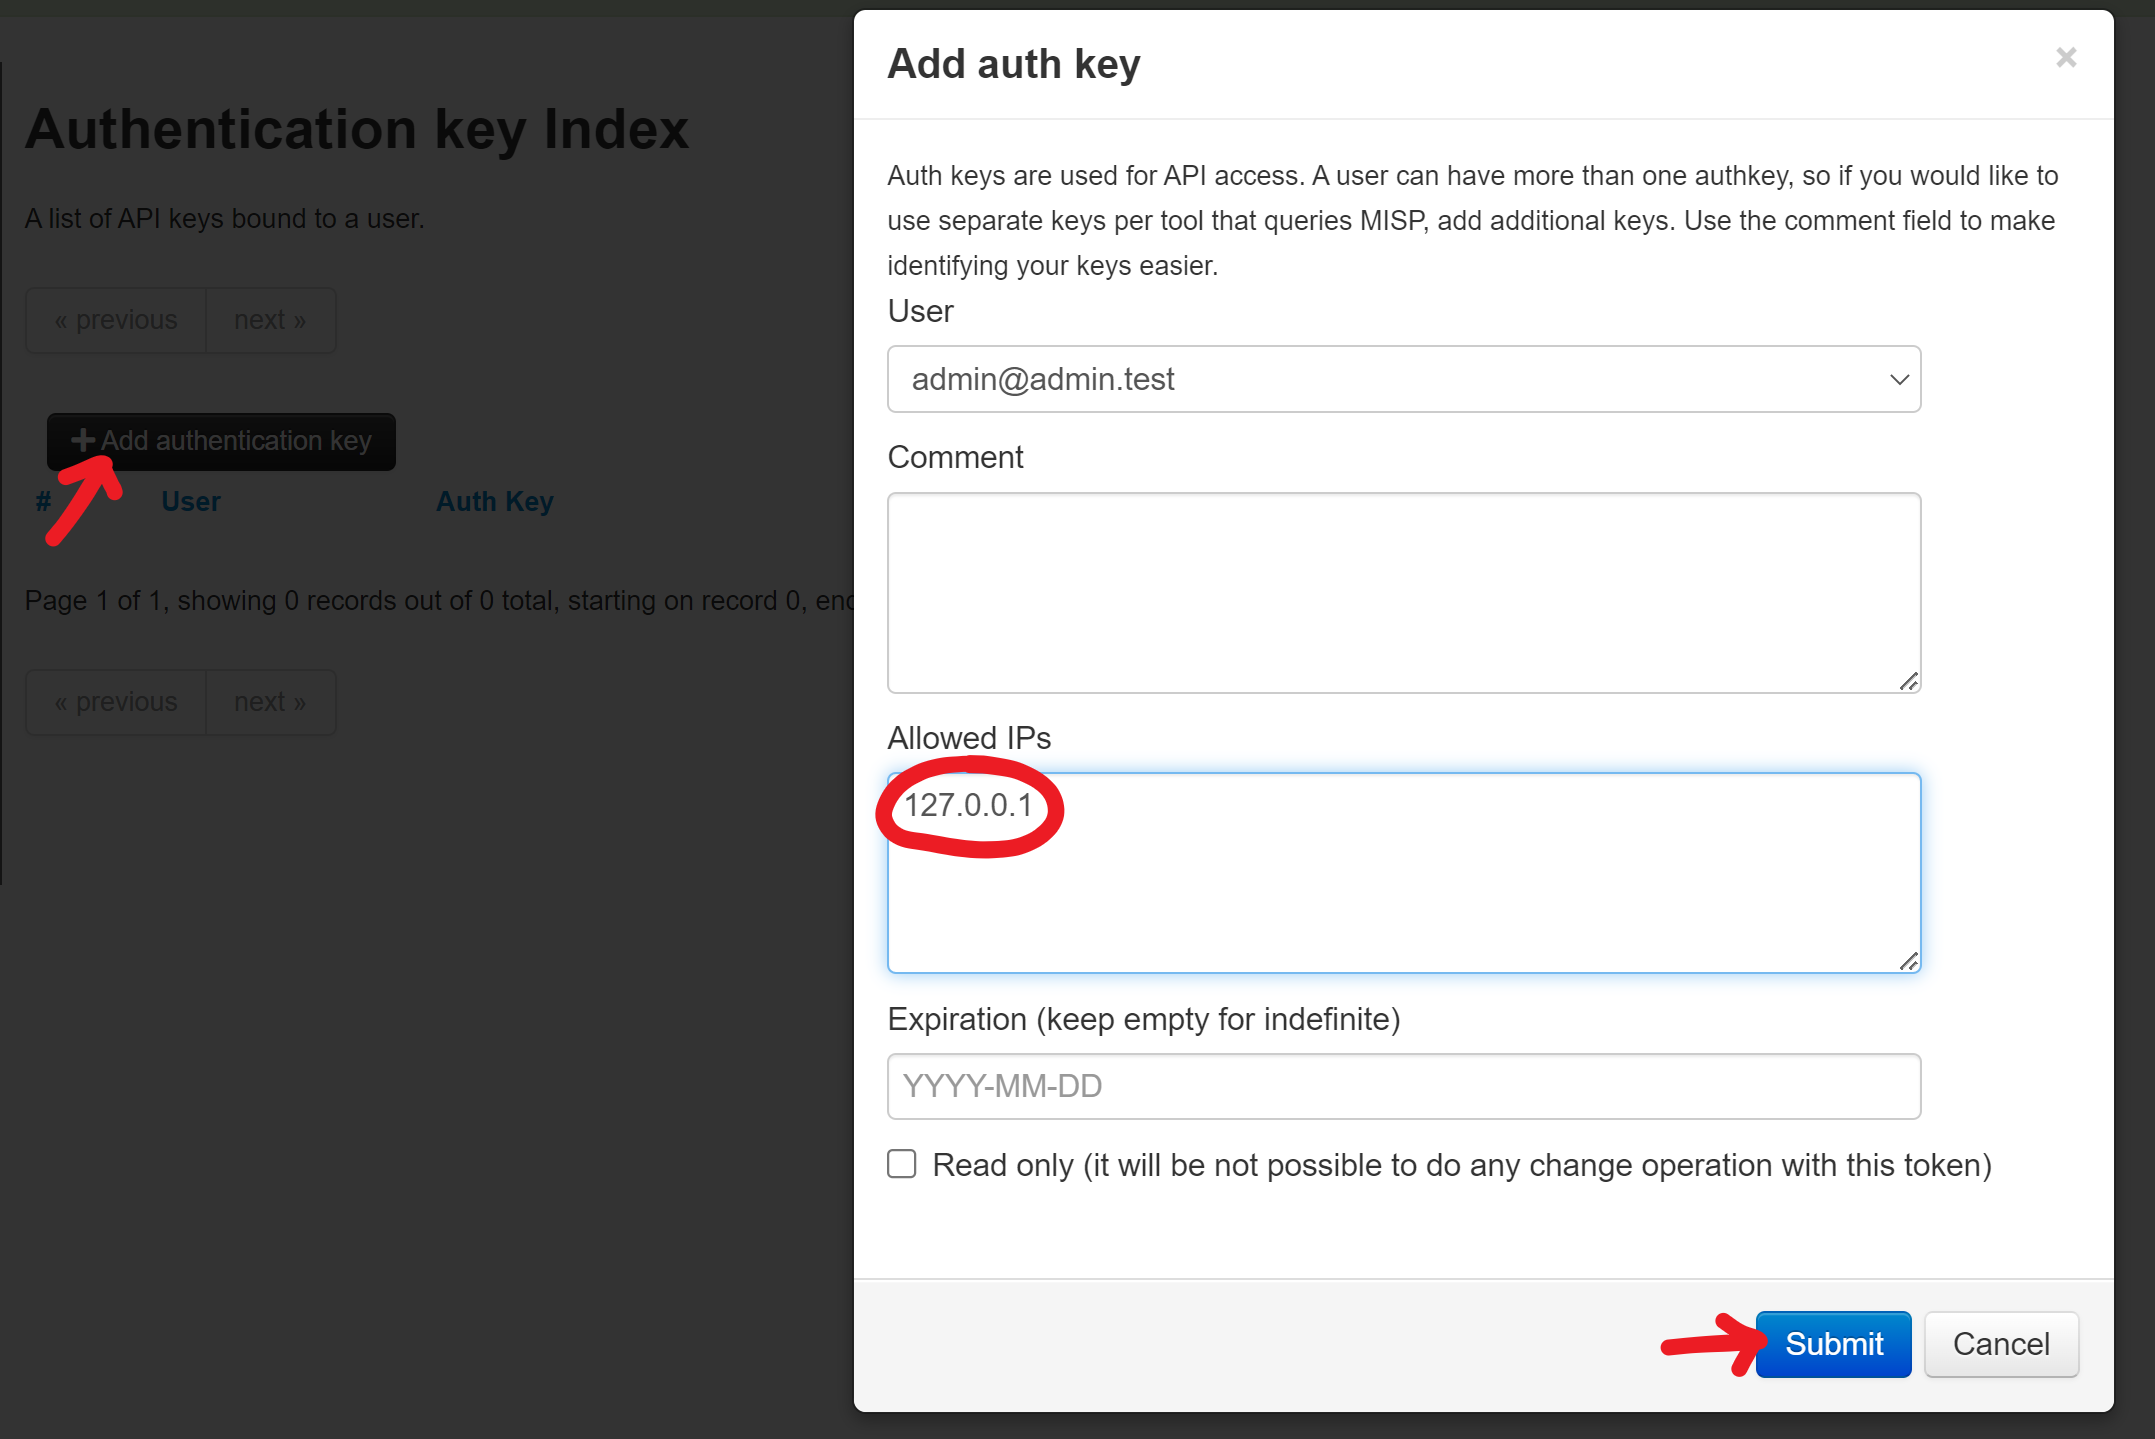 Authentication key Index
A list of API keys bound to a user.
« previous next »
Add authentication key
# User Auth Key
Page 1 of 1, showing 0 records out of 0 total, starting on record 0,
« previous next »
Add auth key
×
Auth keys are used for API access. A user can have more than one authkey, so if you would like to
use separate keys per tool that queries MISP, add additional keys. Use the comment field to make
identifying your keys easier.
User
admin@admin.test
Comment
Allowed IPs
127.0.0.1
Expiration (keep empty for indefinite)
YYYY-MM-DD
Read only (it will be not possible to do any change operation with this token)
Submit Cancel